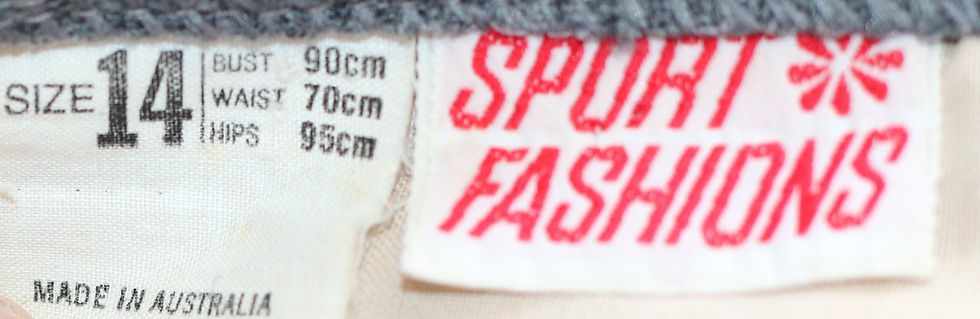 SIZE 14
BUST 90cm
WAIST 70cm
HIPS 95cm
MADE IN AUSTRALIA
SPORT
FASHIONS